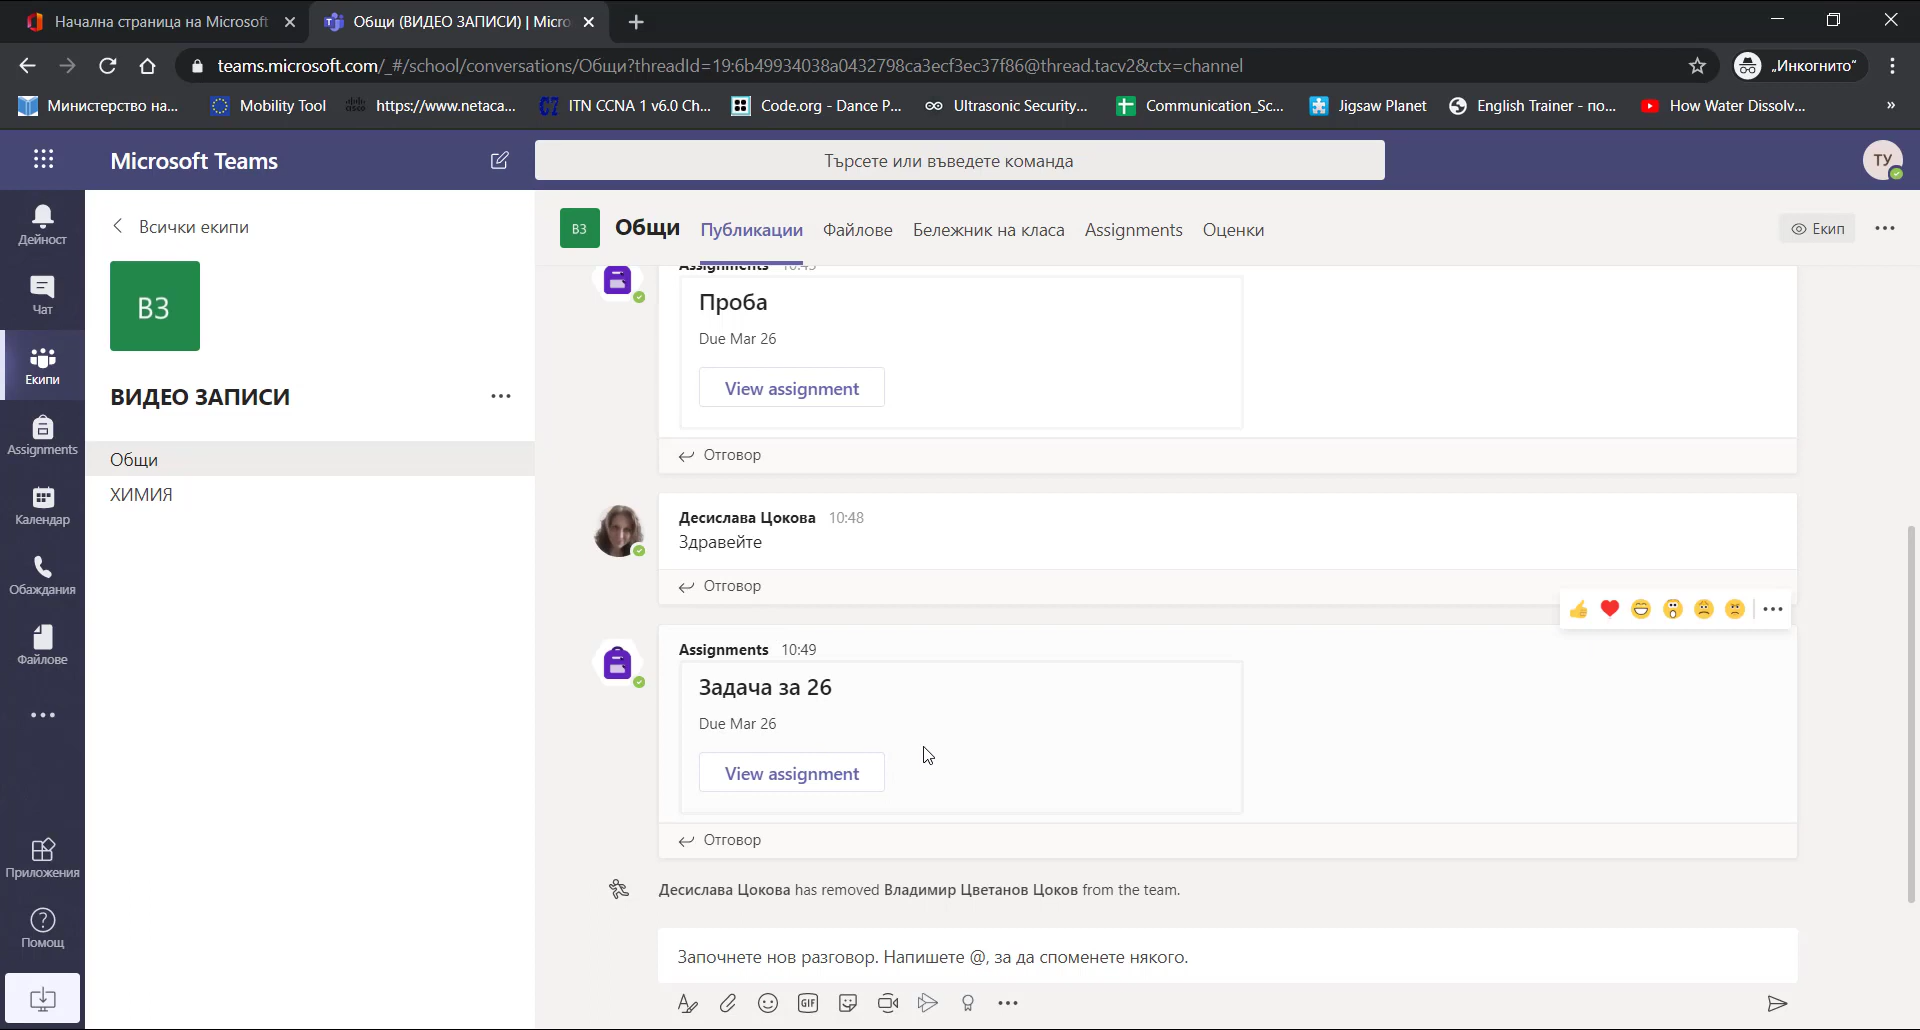 Начална страница на Microsoft
Общи (ВИДЕО ЗАПИСИ) | Micro
teams.microsoft.com/_#/school/conversations/Общи?threadId=19:6b49934038a0432798ca3ecf3ec37f86@thread.tacv2&ctx=channel
„Инкогнито“
Министерство на...
Mobility Tool
https://www.netaca...
ITN CCNA 1 v6.0 Ch...
Code.org - Dance P...
Ultrasonic Security...
Communication_Sc...
Jigsaw Planet
English Trainer - по...
How Water Dissolv...
»
Microsoft Teams
Търсете или въведете команда
ТУ
Дейност
Чат
Екипи
Assignments
Календар
Обаждания
Файлове
Приложения
Помощ
Всички екипи
ВЗ
ВИДЕО ЗАПИСИ
Общи
ХИМИЯ
ВЗ
Общи
Публикации
Файлове
Бележник на класа
Assignments
Оценки
Екип
Assignments 10:45
Проба
Due Mar 26
View assignment
Отговор
Десислава Цокова 10:48
Здравейте
Отговор
Assignments 10:49
Задача за 26
Due Mar 26
View assignment
Отговор
Десислава Цокова has removed Владимир Цветанов Цоков from the team.
Започнете нов разговор. Напишете @, за да споменете някого.
GIF